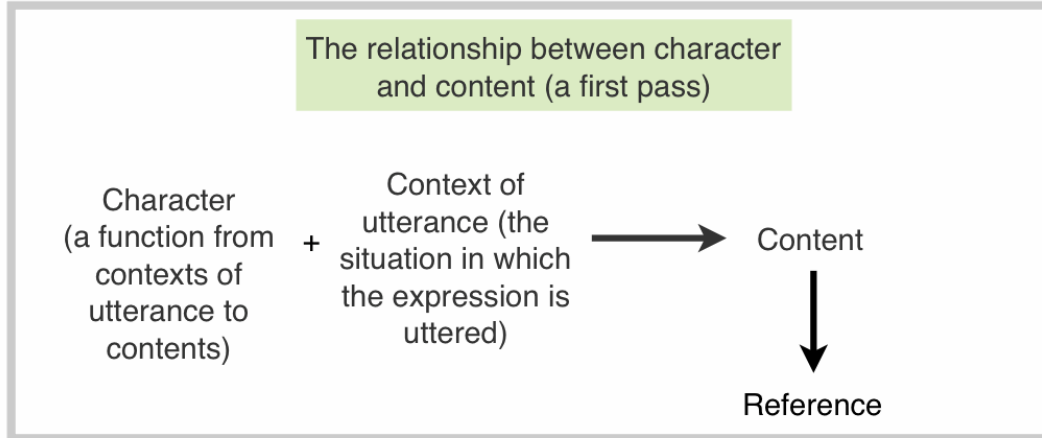 The relationship between character
and content (a first pass)
Character
(a function from
contexts of
utterance to
contents)
+
Context of
utterance (the
situation in which
the expression is
uttered)
Content
Reference